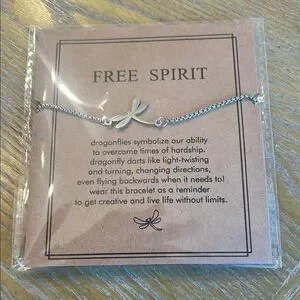 FREE SPIRIT
dragonflies symbolize our ability
to overcome times of hardship.
dragonfly darts like light-twisting
and-turning, changing directions,
even flying backwards when it needs to!
wear this bracelet as a reminder
to get creative and live life without limits.